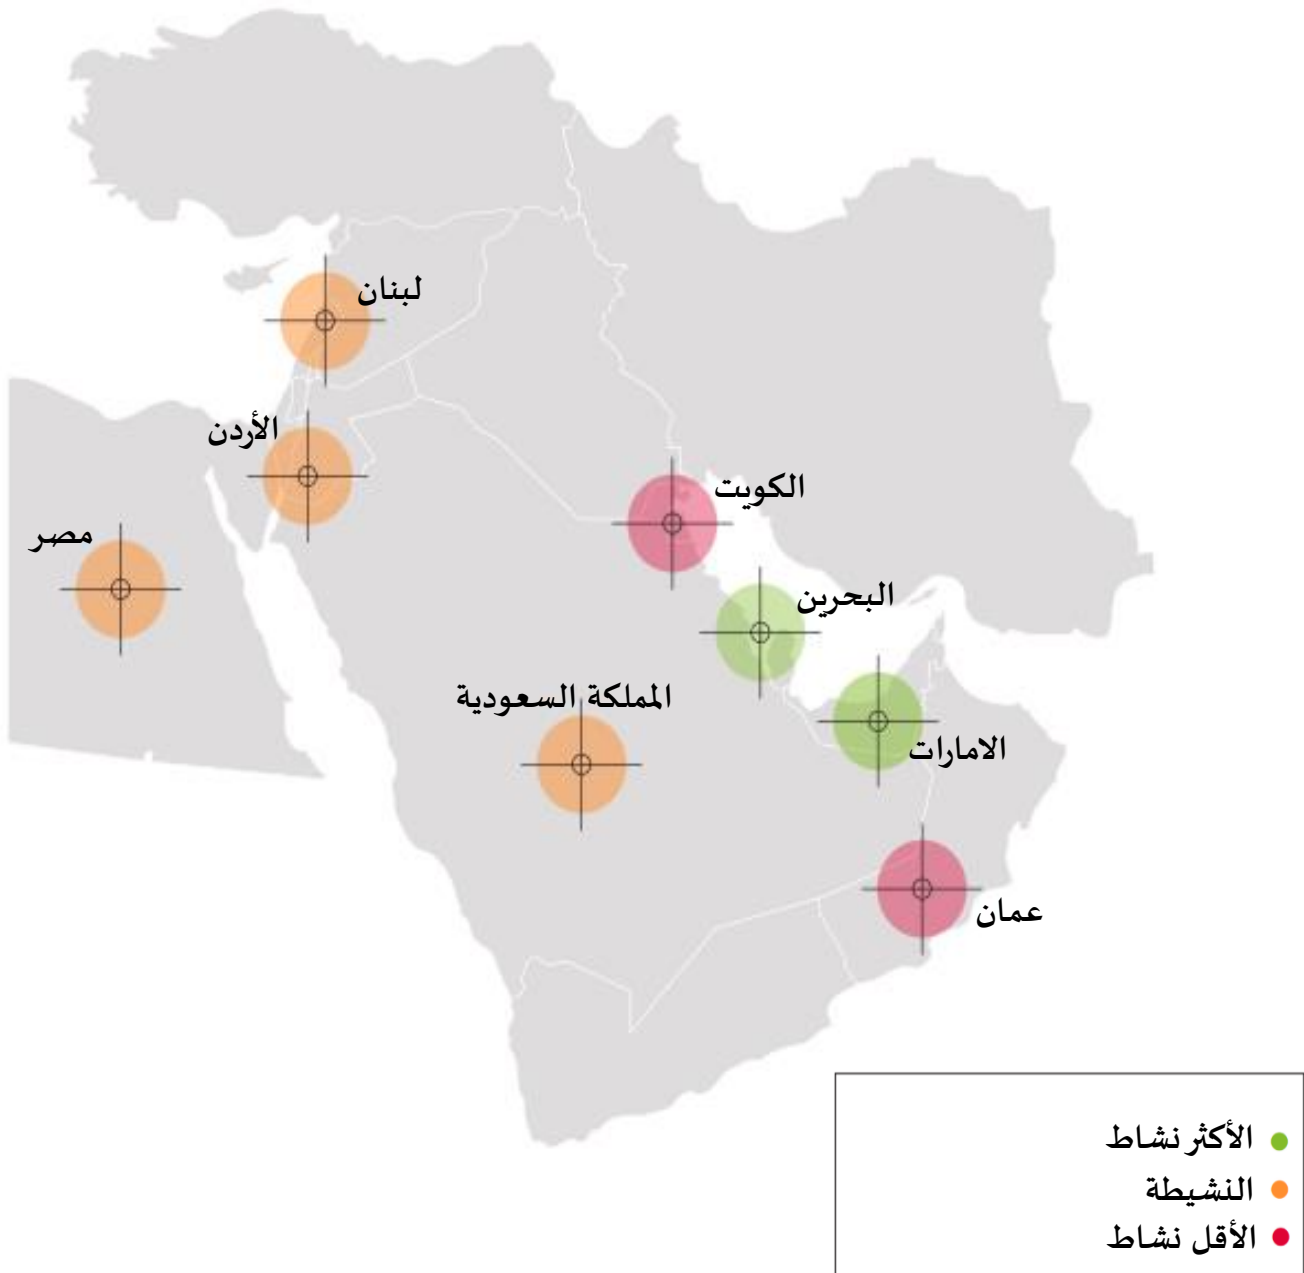 لبنان
الأردن
الكويت
مصر
البحرين
المملكة السعودية
الامارات
عمان
الأكثر نشاط
النشيطة
الأقل نشاط